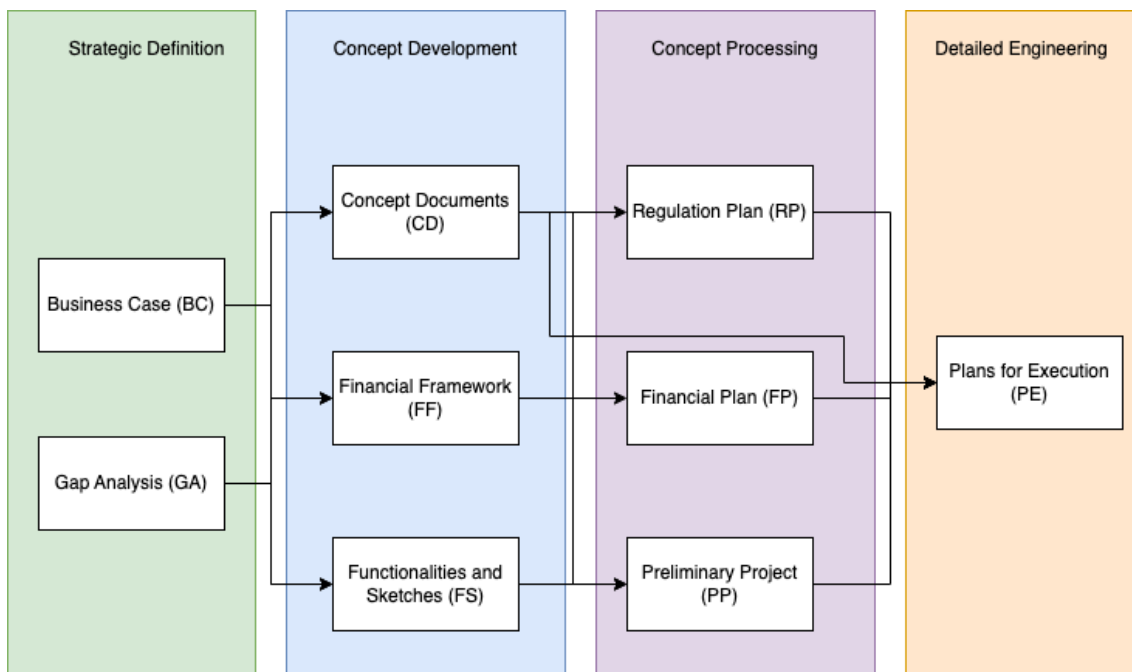 Strategic Definition
Concept Development
Concept Processing
Detailed Engineering
Business Case (BC)
Gap Analysis (GA)
Concept Documents
(CD)
Financial Framework
(FF)
Functionalities and
Sketches (FS)
Regulation Plan (RP)
Financial Plan (FP)
Preliminary Project
(PP)
Plans for Execution
(PE)